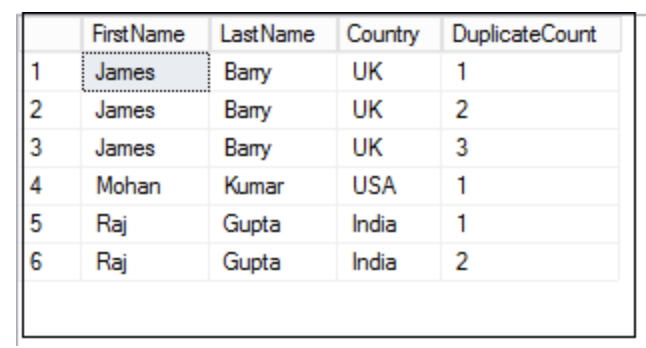 FirstName LastName Country DuplicateCount
1 James Barry UK 1
2 James Barry UK 2
3 James Barry UK 3
4 Mohan Kumar USA 1
5 Raj Gupta India 1
6 Raj Gupta India 2